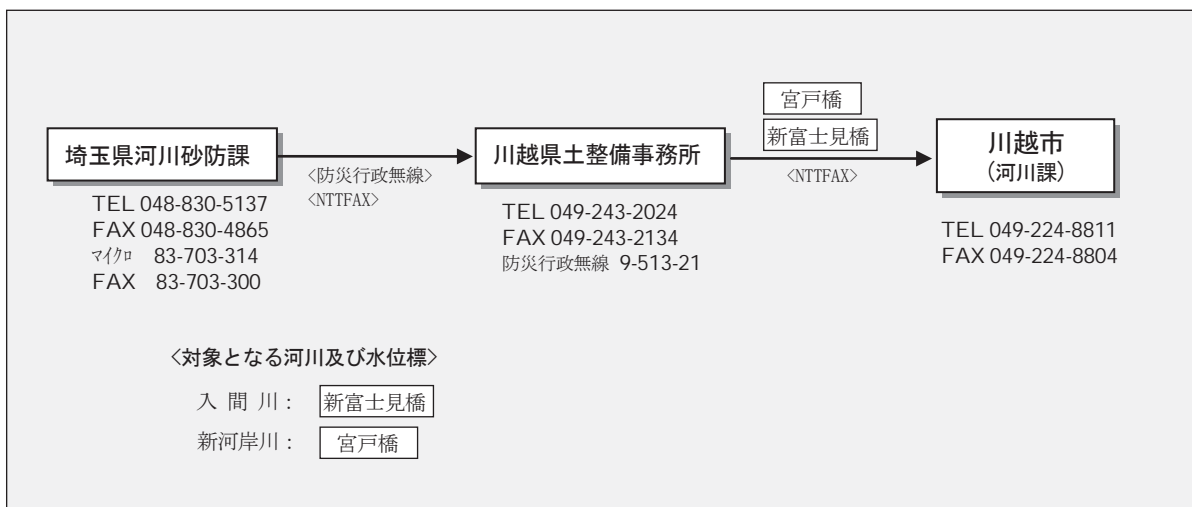 宮戸橋
新富士見橋
埼玉県河川砂防課
川越県土整備事務所
川越市
(河川課)
<防災行政無線>
<NTTFAX>
<NTTFAX>
TEL 048-830-5137
FAX 048-830-4865
マイクロ 83-703-314
FAX 83-703-300
TEL 049-243-2024
FAX 049-243-2134
防災行政無線 9-513-21
TEL 049-224-8811
FAX 049-224-8804
<対象となる河川及び水位標>
入間川: 新富士見橋
新河岸川: 宮戸橋